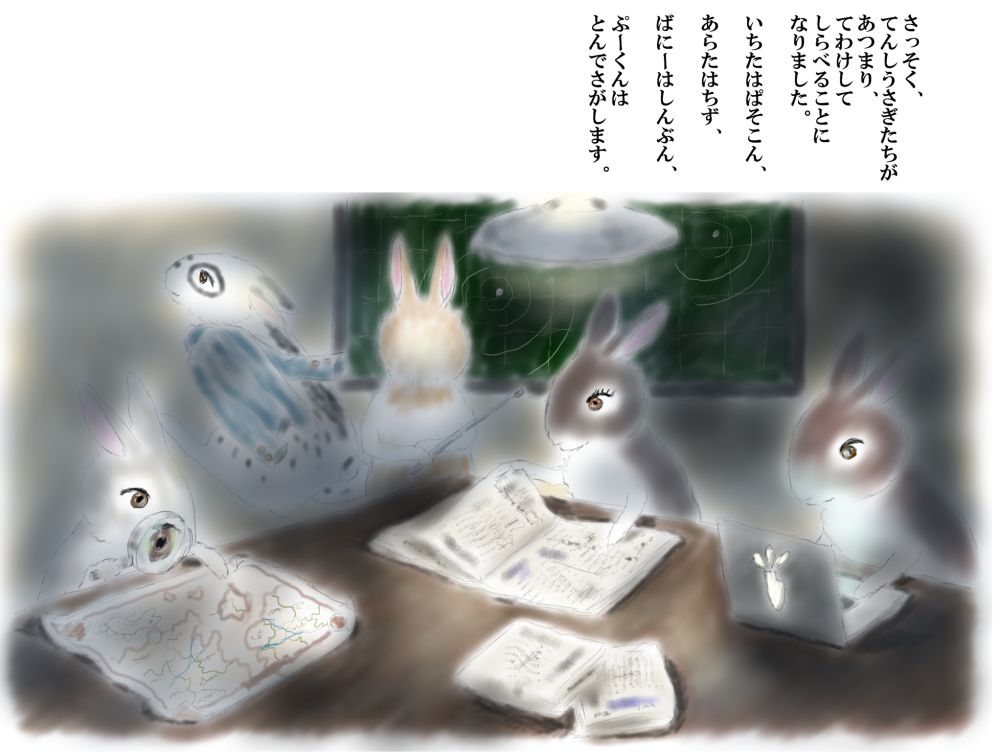 さっそく、
てんしうさぎたちが
あつまり、
てわけして
しらべることに
なりました。
いちたはぱそこん、
あらたはちず、
ばにーはしんぶん、
ぷーくんは
とんでさがします。